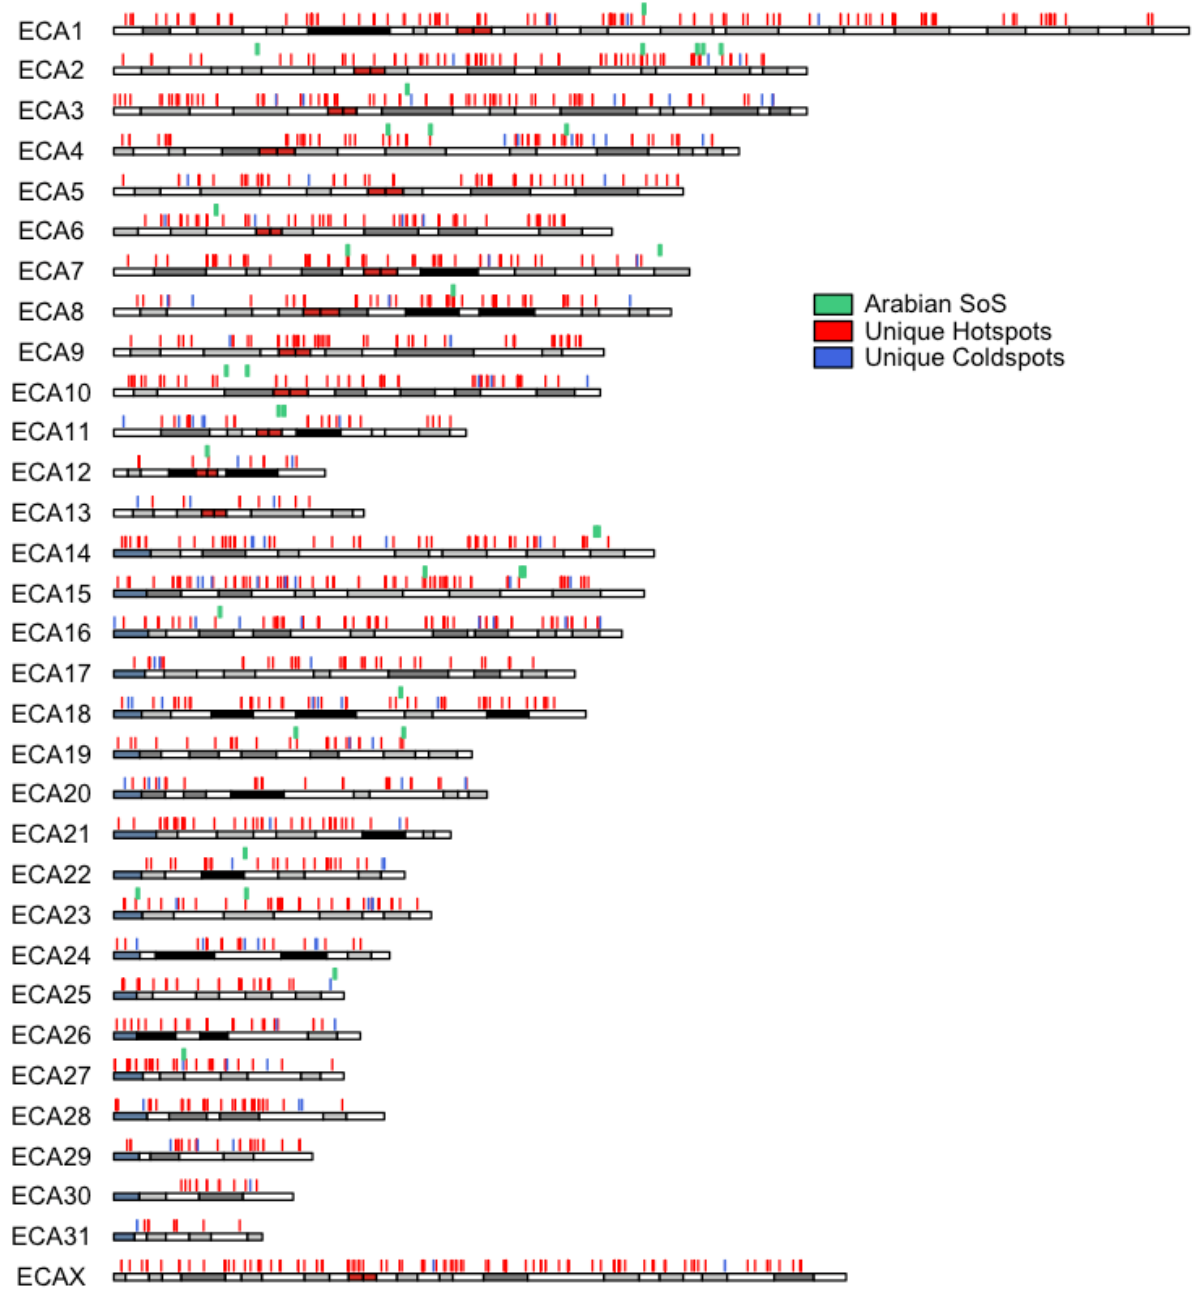 ECA1
ECA2
ECA3
ECA4
ECA5
ECA6
ECA7
ECA8
Arabian SoS
Unique Hotspots
Unique Coldspots
ECA9
ECA10
ECA11
ECA12
ECA13
ECA14
ECA15
ECA16
ECA17
ECA18
ECA19
ECA20
ECA21
ECA22
ECA23
ECA24
ECA25
ECA26
ECA27
ECA28
ECA29
ECA30
ECA31
ECAX